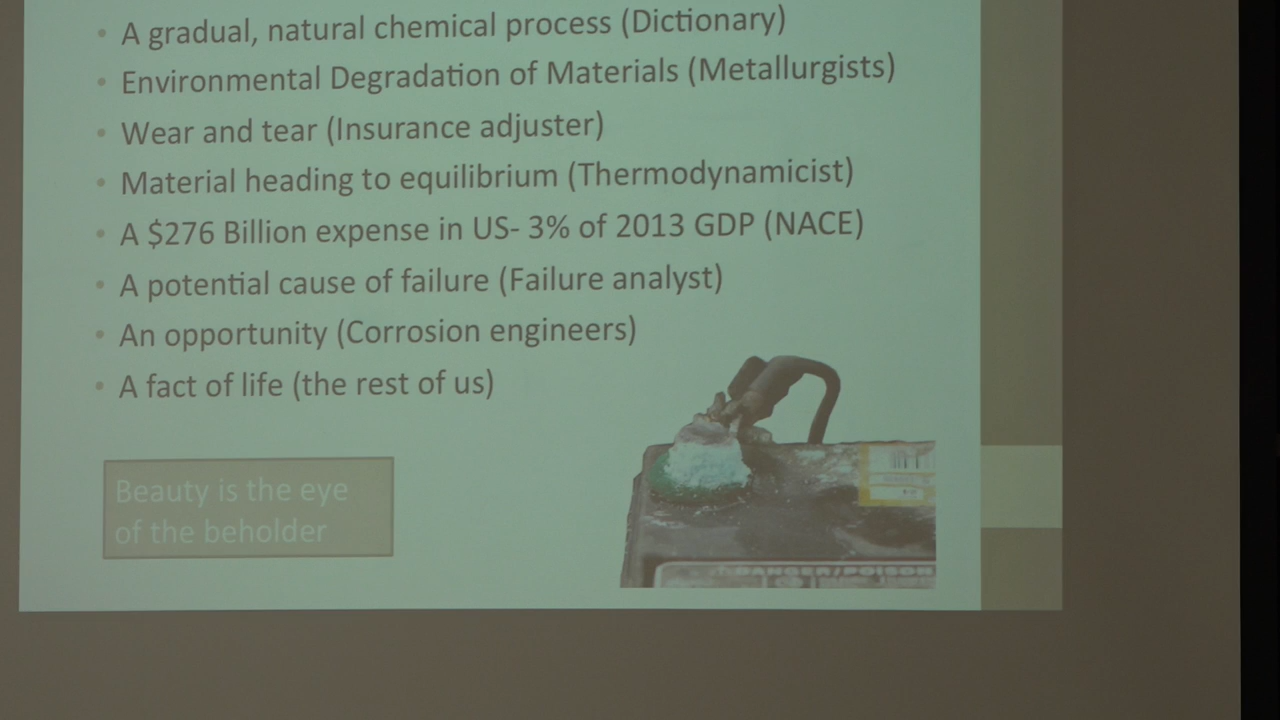 • A gradual, natural chemical process (Dictionary)
• Environmental Degradation of Materials (Metallurgists)
• Wear and tear (Insurance adjuster)
• Material heading to equilibrium (Thermodynamicist)
• A $276 Billion expense in US- 3% of 2013 GDP (NACE)
• A potential cause of failure (Failure analyst)
• An opportunity (Corrosion engineers)
• A fact of life (the rest of us)
Beauty is the eye
of the beholder
DANGER/POISON